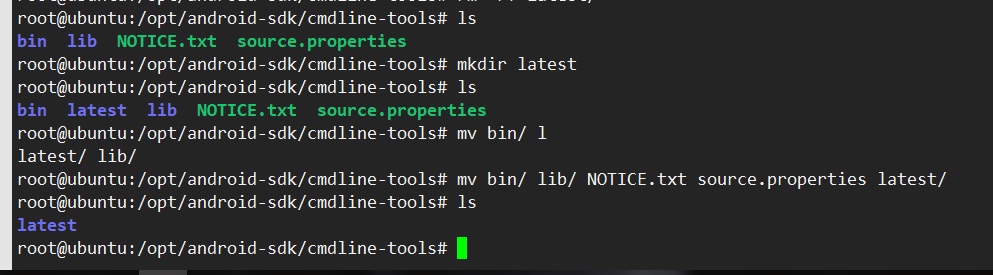 root@ubuntu:/opt/android-sdk/cmdline-tools# ls
bin  lib  NOTICE.txt  source.properties
root@ubuntu:/opt/android-sdk/cmdline-tools# mkdir latest
root@ubuntu:/opt/android-sdk/cmdline-tools# ls
bin  latest  lib  NOTICE.txt  source.properties
root@ubuntu:/opt/android-sdk/cmdline-tools# mv bin/ l
latest/ lib/
root@ubuntu:/opt/android-sdk/cmdline-tools# mv bin/ lib/ NOTICE.txt source.properties latest/
root@ubuntu:/opt/android-sdk/cmdline-tools# ls
latest
root@ubuntu:/opt/android-sdk/cmdline-tools#